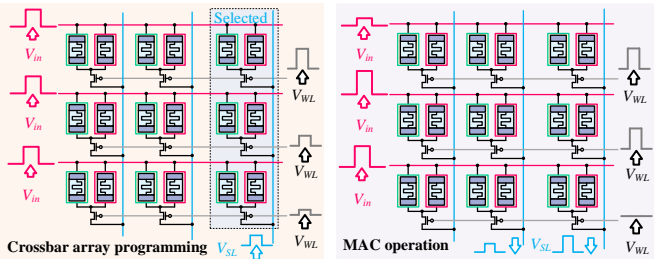 Selected
V_in
V_WL
V_in
V_WL
V_in
V_WL
Crossbar array programming
V_SL
V_in
V_WL
V_in
V_WL
V_in
V_WL
MAC operation
V_SL